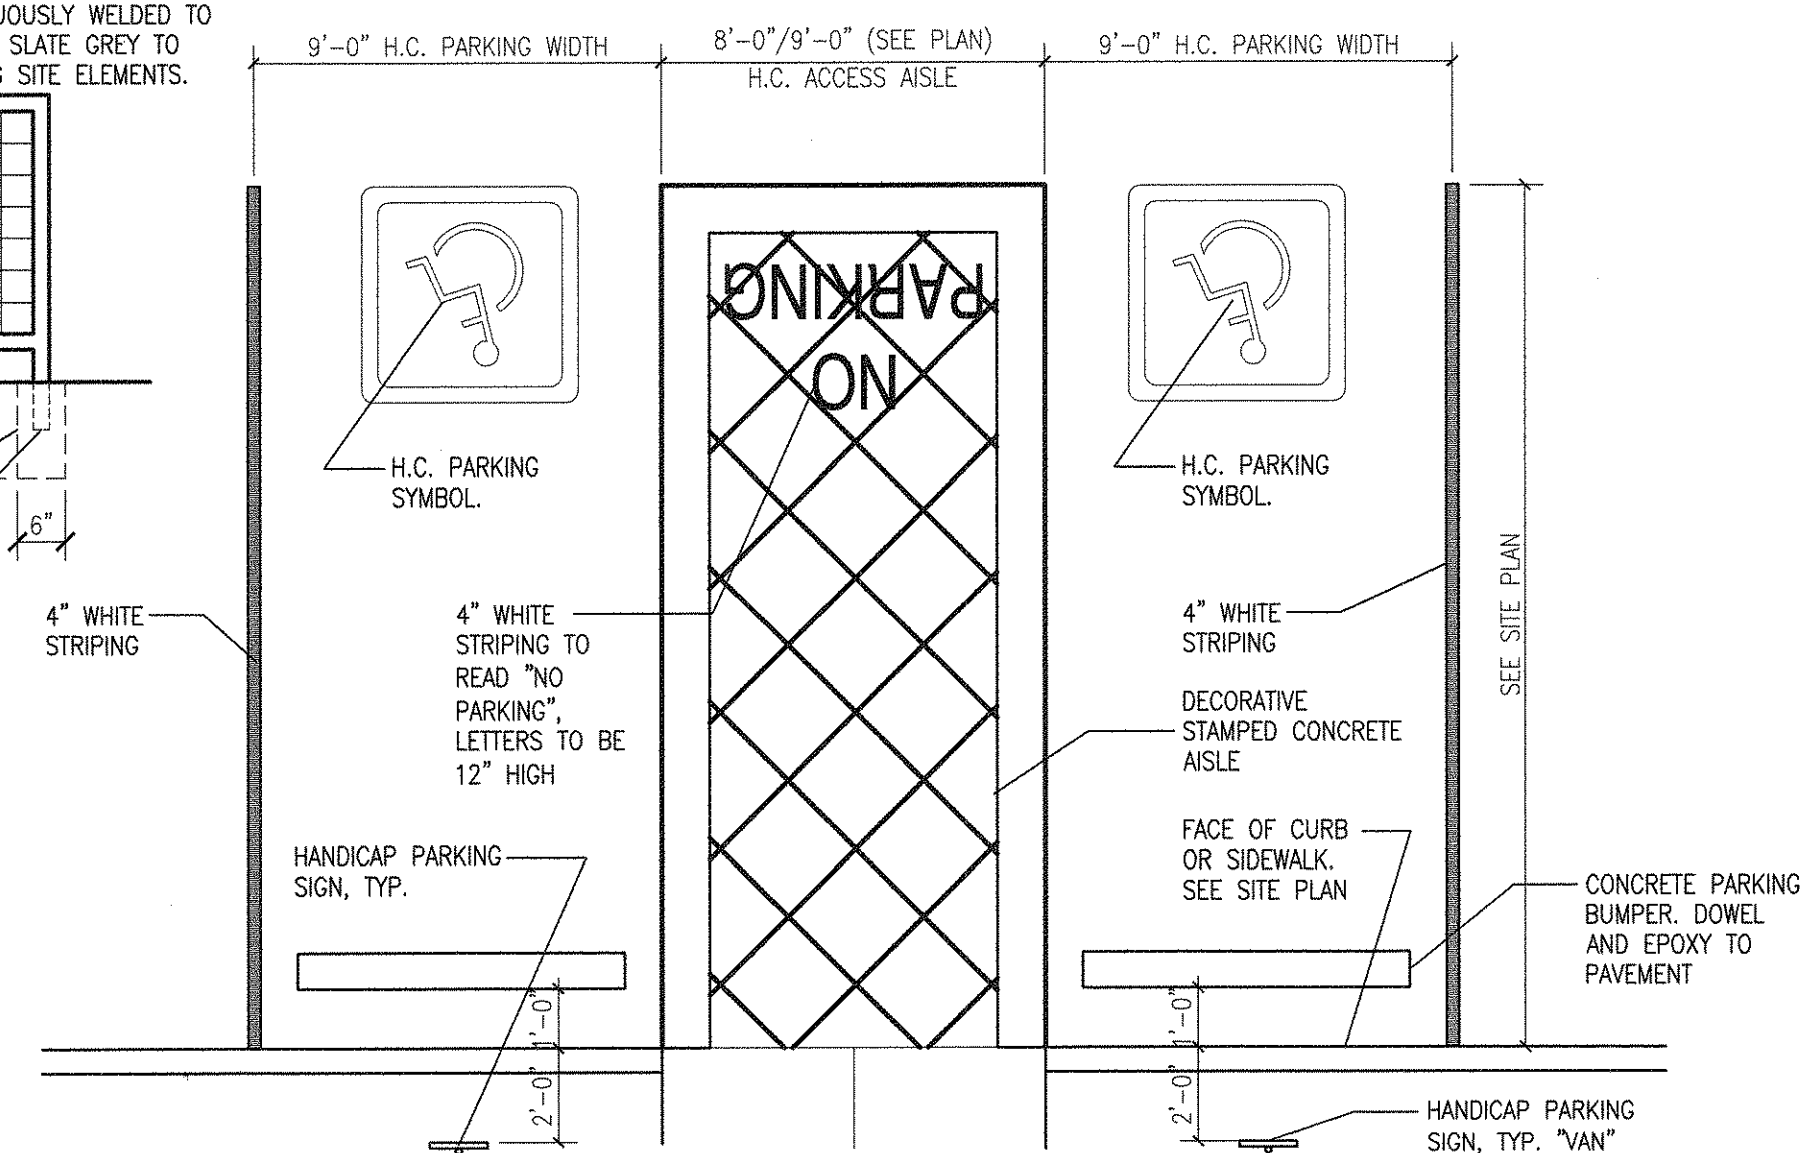 UOUSLY WELDED TO
SLATE GREY TO
SITE ELEMENTS.
9'-0" H.C. PARKING WIDTH
8'-0"/9'-0" (SEE PLAN)
H.C. ACCESS AISLE
9'-0" H.C. PARKING WIDTH
PARKING
NO
H.C. PARKING
SYMBOL.
H.C. PARKING
SYMBOL.
6"
4" WHITE
STRIPING
4" WHITE
STRIPING TO
READ "NO
PARKING",
LETTERS TO BE
12" HIGH
4" WHITE
STRIPING
SEE SITE PLAN
DECORATIVE
STAMPED CONCRETE
AISLE
HANDICAP PARKING
SIGN, TYP.
FACE OF CURB
OR SIDEWALK.
SEE SITE PLAN
CONCRETE PARKING
BUMPER. DOWEL
AND EPOXY TO
PAVEMENT
1'-0"
2'-0"
1'-0"
2'-0"
HANDICAP PARKING
SIGN, TYP. "VAN"